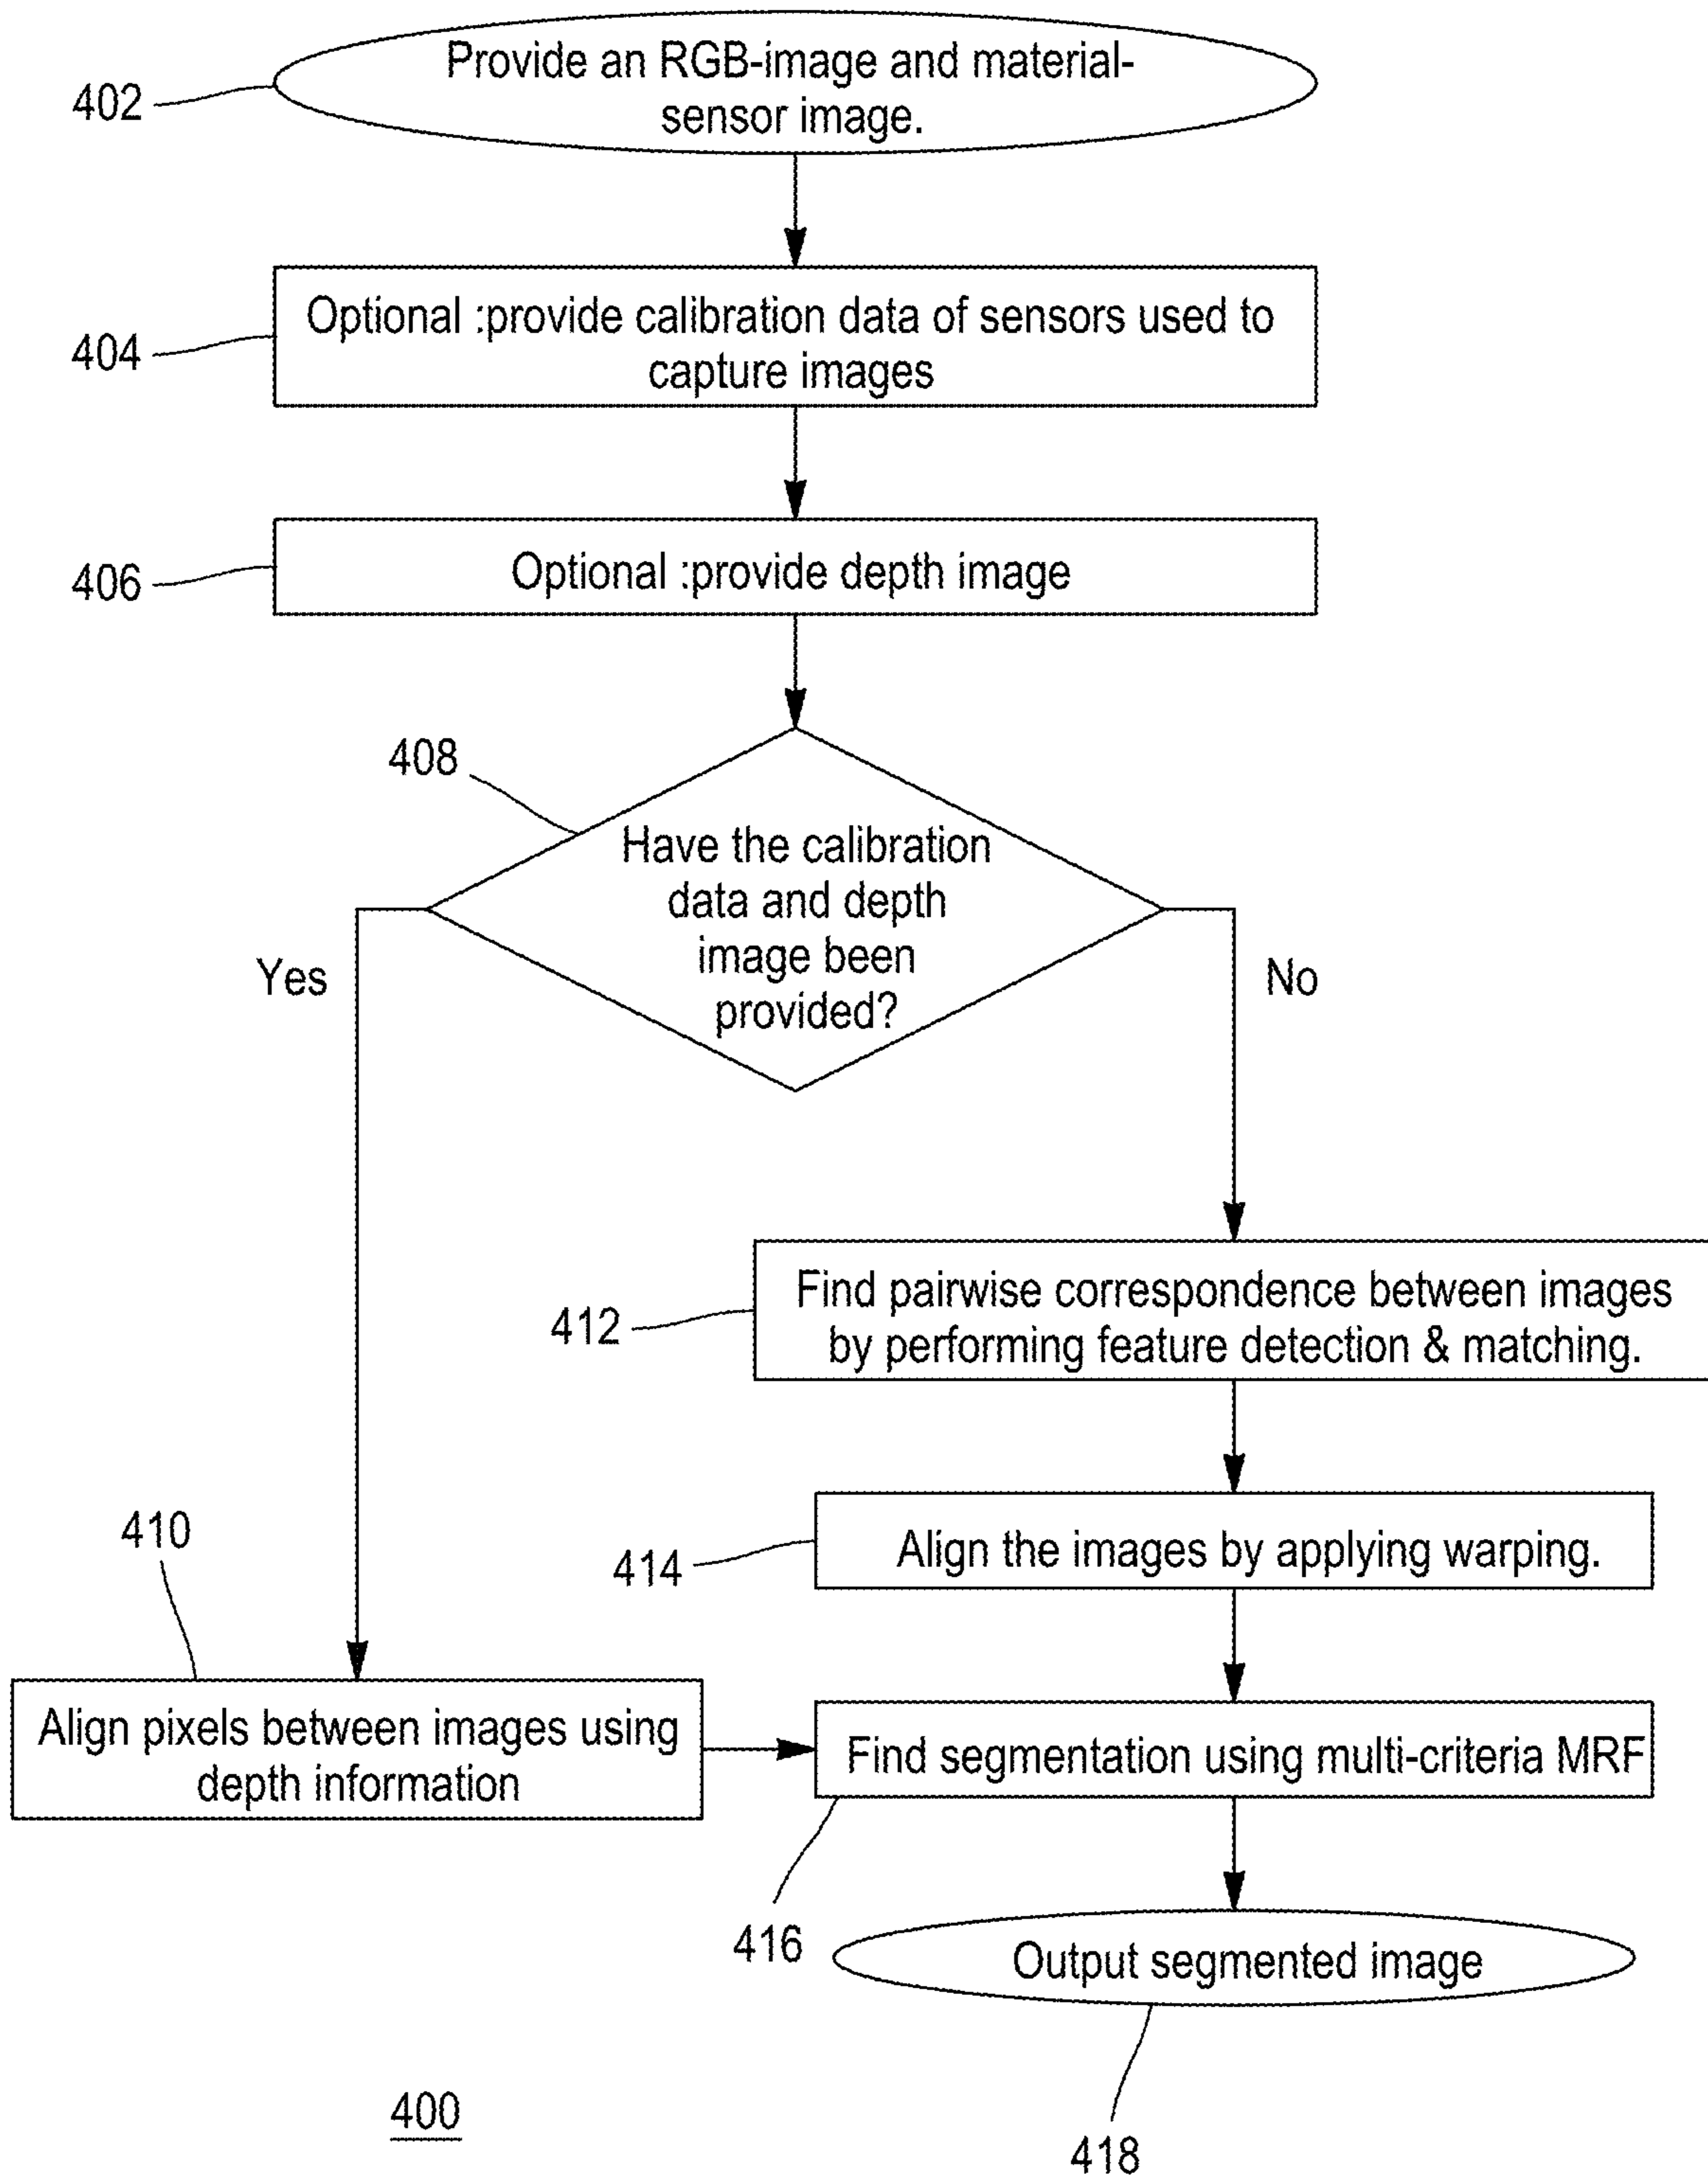 Provide an RGB-image and material-
sensor image.
402
Optional :provide calibration data of sensors used to
capture images
404
Optional :provide depth image
406
408
Have the calibration
data and depth
image been
provided?
Yes
No
Find pairwise correspondence between images
by performing feature detection & matching.
412
Align the images by applying warping.
414
410
Align pixels between images using
depth information
Find segmentation using multi-criteria MRF
416
Output segmented image
418
400